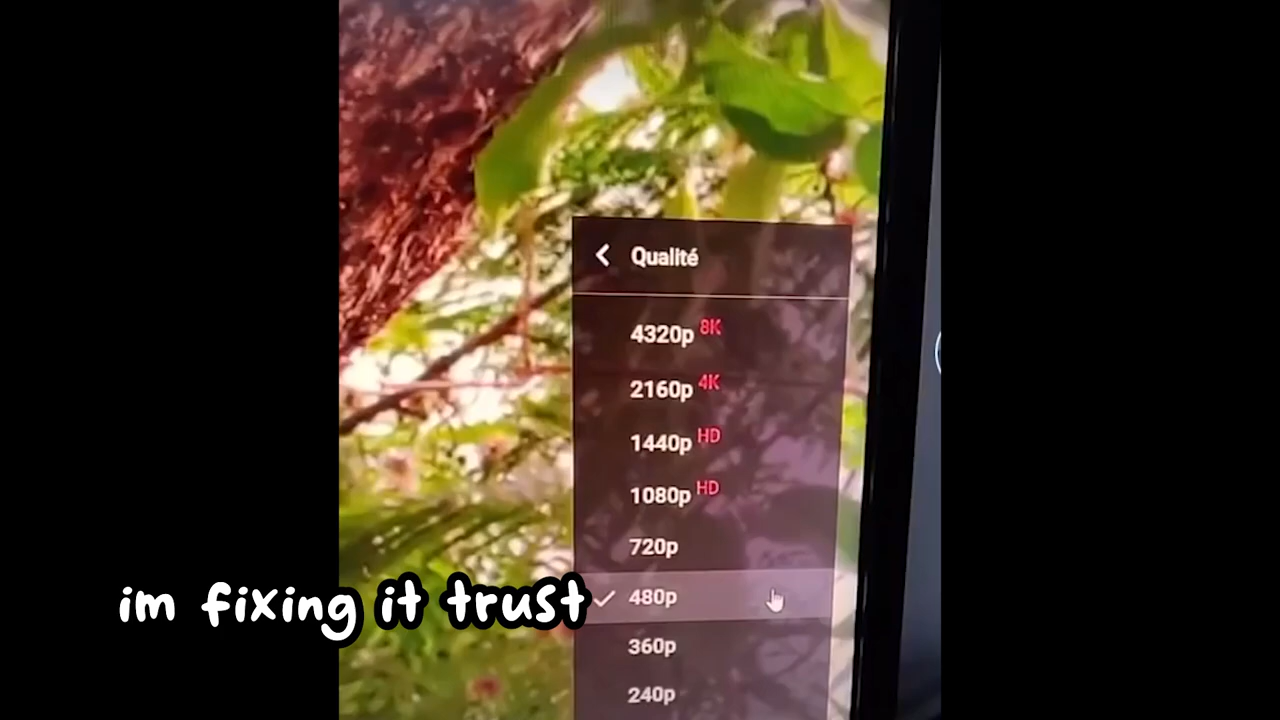 Qualité
4320p 8K
2160p 4K
1440p HD
1080p HD
720p
480p
360p
240p
im fixing it trust